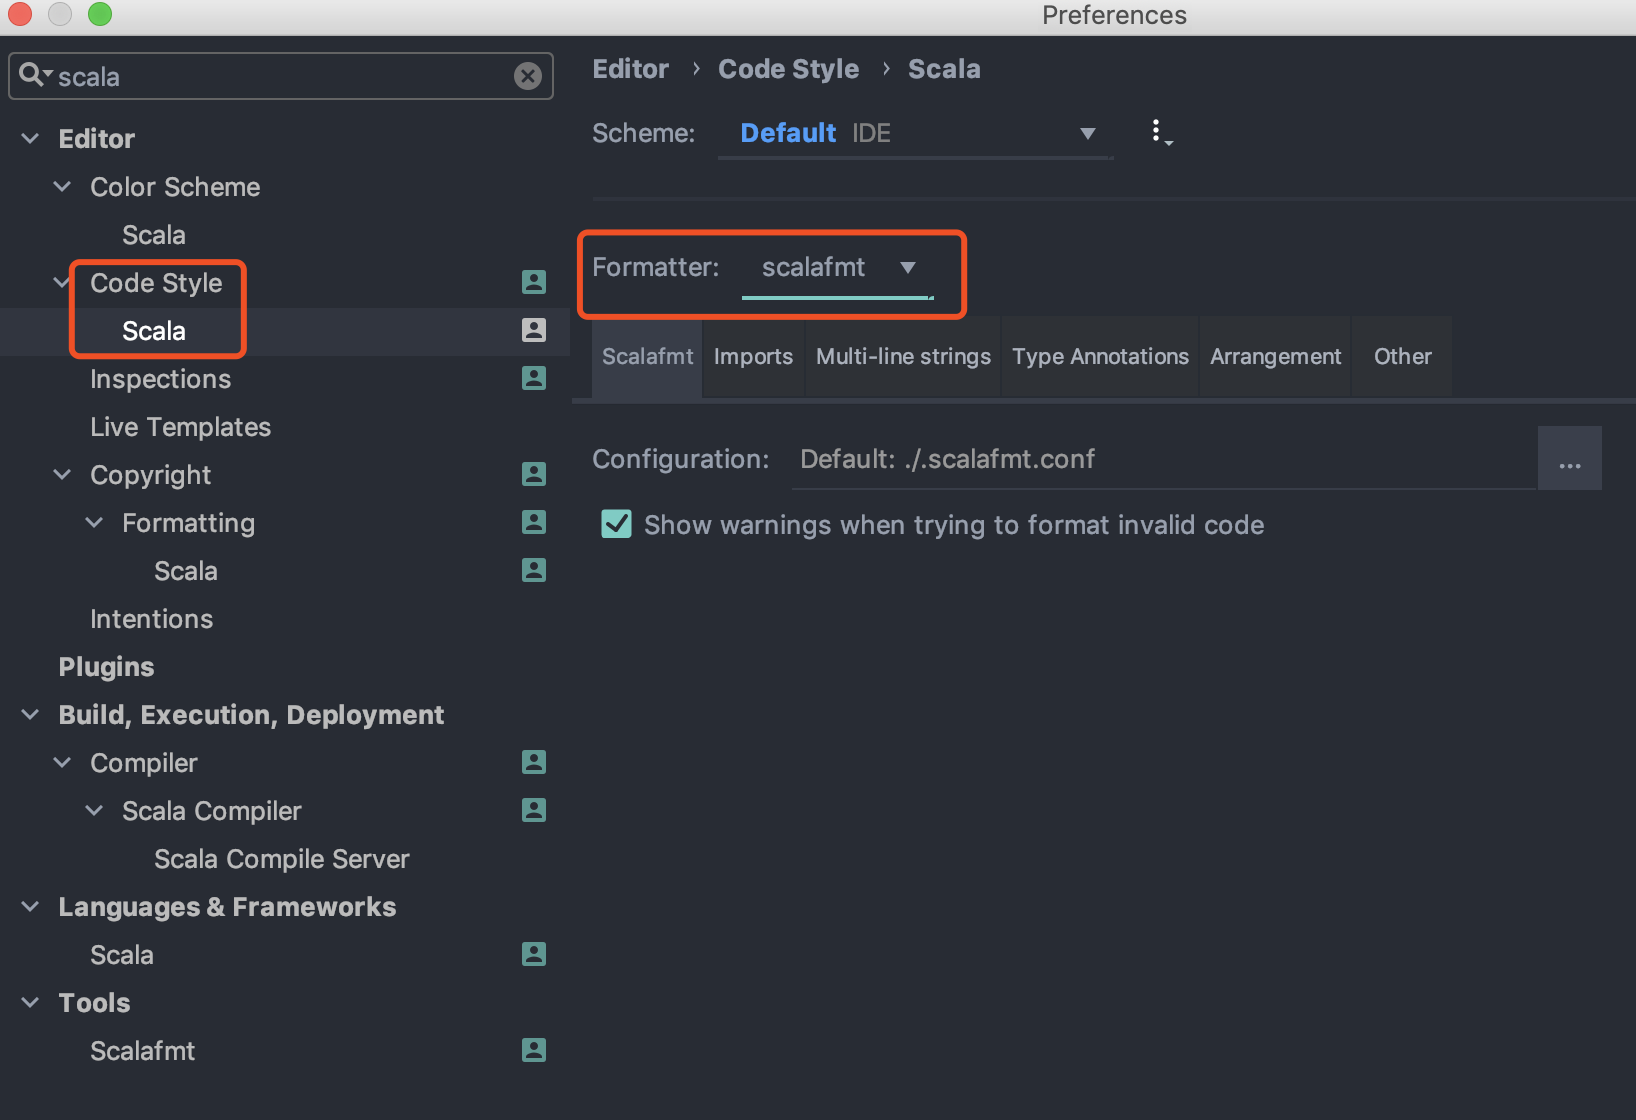 Preferences
scala
Editor
Color Scheme
Scala
Code Style
Scala
Inspections
Live Templates
Copyright
Formatting
Scala
Intentions
Plugins
Build, Execution, Deployment
Compiler
Scala Compiler
Scala Compile Server
Languages & Frameworks
Scala
Tools
Scalafmt
Editor › Code Style › Scala
Scheme: Default IDE
Formatter: scalafmt
Scalafmt Imports Multi-line strings Type Annotations Arrangement Other
Configuration: Default: ./.scalafmt.conf ...
Show warnings when trying to format invalid code